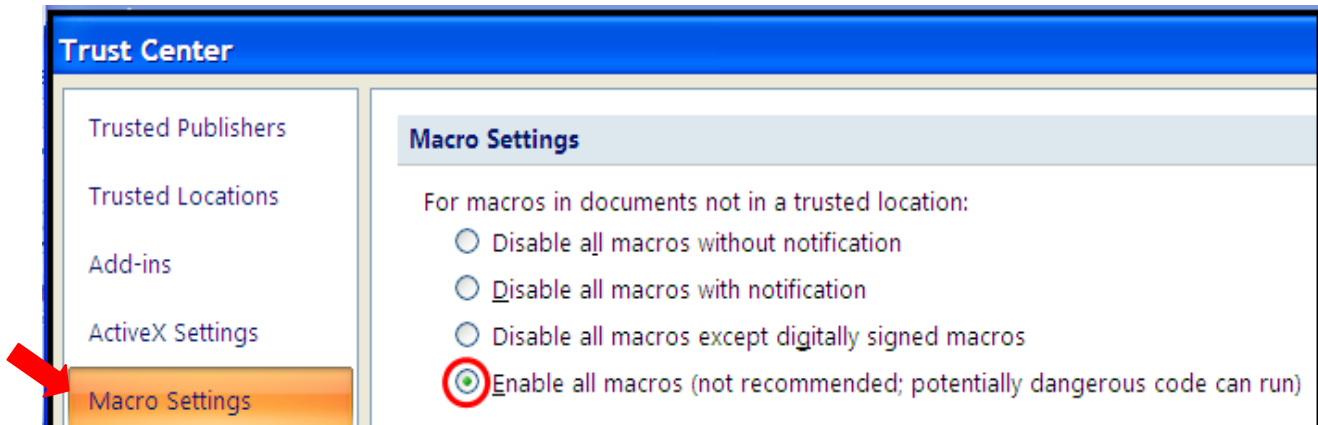 Trust Center
Trusted Publishers
Trusted Locations
Add-ins
ActiveX Settings
Macro Settings
Macro Settings
For macros in documents not in a trusted location:
Disable all macros without notification
Disable all macros with notification
Disable all macros except digitally signed macros
Enable all macros (not recommended; potentially dangerous code can run)